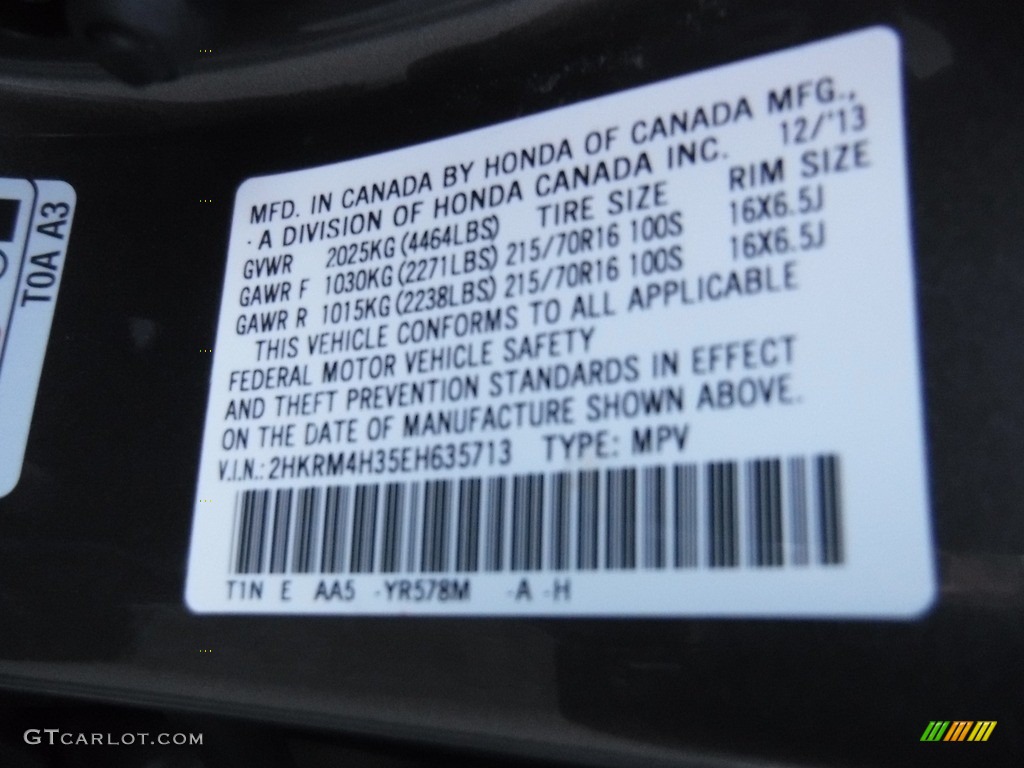 MFD. IN CANADA BY HONDA OF CANADA MFG.,
· A DIVISION OF HONDA CANADA INC. 12/'13
GVWR 2025KG (4464LBS) TIRE SIZE RIM SIZE
GAWR F 1030KG (2271LBS) 215/70R16 100S 16X6.5J
GAWR R 1015KG (2238LBS) 215/70R16 100S 16X6.5J
THIS VEHICLE CONFORMS TO ALL APPLICABLE
FEDERAL MOTOR VEHICLE SAFETY
AND THEFT PREVENTION STANDARDS IN EFFECT
ON THE DATE OF MANUFACTURE SHOWN ABOVE.
V.I.N.: 2HKRM4H35EH635713 TYPE: MPV
T1N E AA5 -YR578M -A -H
T0A A3
GTCARLOT.COM